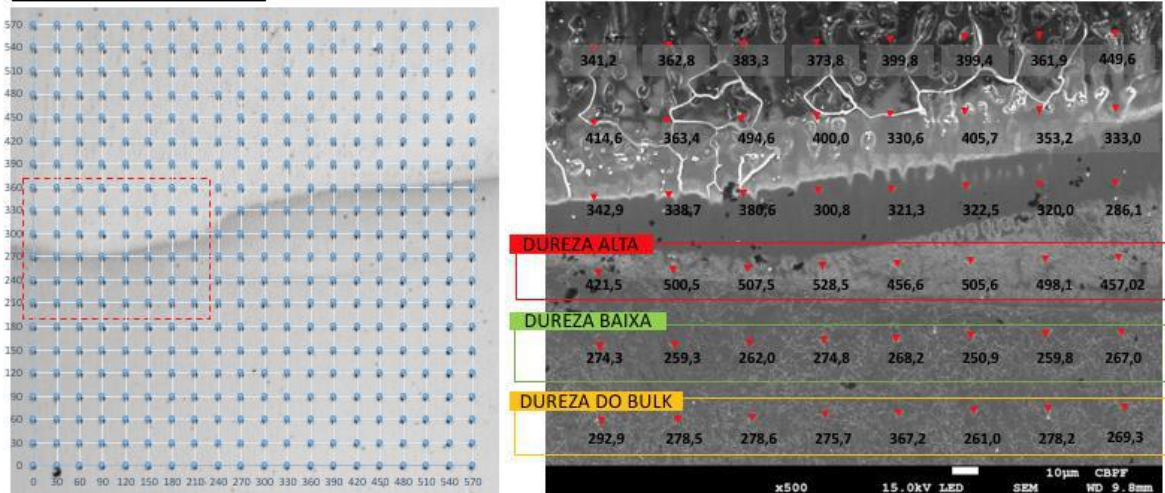 570
540
510
480
450
420
390
360
330
300
270
240
210
180
150
120
90
60
30
0
0 30 60 90 120 150 180 210 240 270 300 330 360 390 420 450 480 510 540 570
341,2 362,8 383,3 373,8 399,8 399,4 361,9 449,6
414,6 363,4 494,6 400,0 330,6 405,7 353,2 333,0
342,9 338,7 380,6 300,8 321,3 322,5 320,0 286,1
DUREZA ALTA
421,5 500,5 507,5 528,5 456,6 505,6 498,1 457,02
DUREZA BAIXA
274,3 259,3 262,0 274,8 268,2 250,9 259,8 267,0
DUREZA DO BULK
292,9 278,5 278,6 275,7 367,2 261,0 278,2 269,3
10μm CBPF
x500 15.0kV LED SEM WD 9.8mm